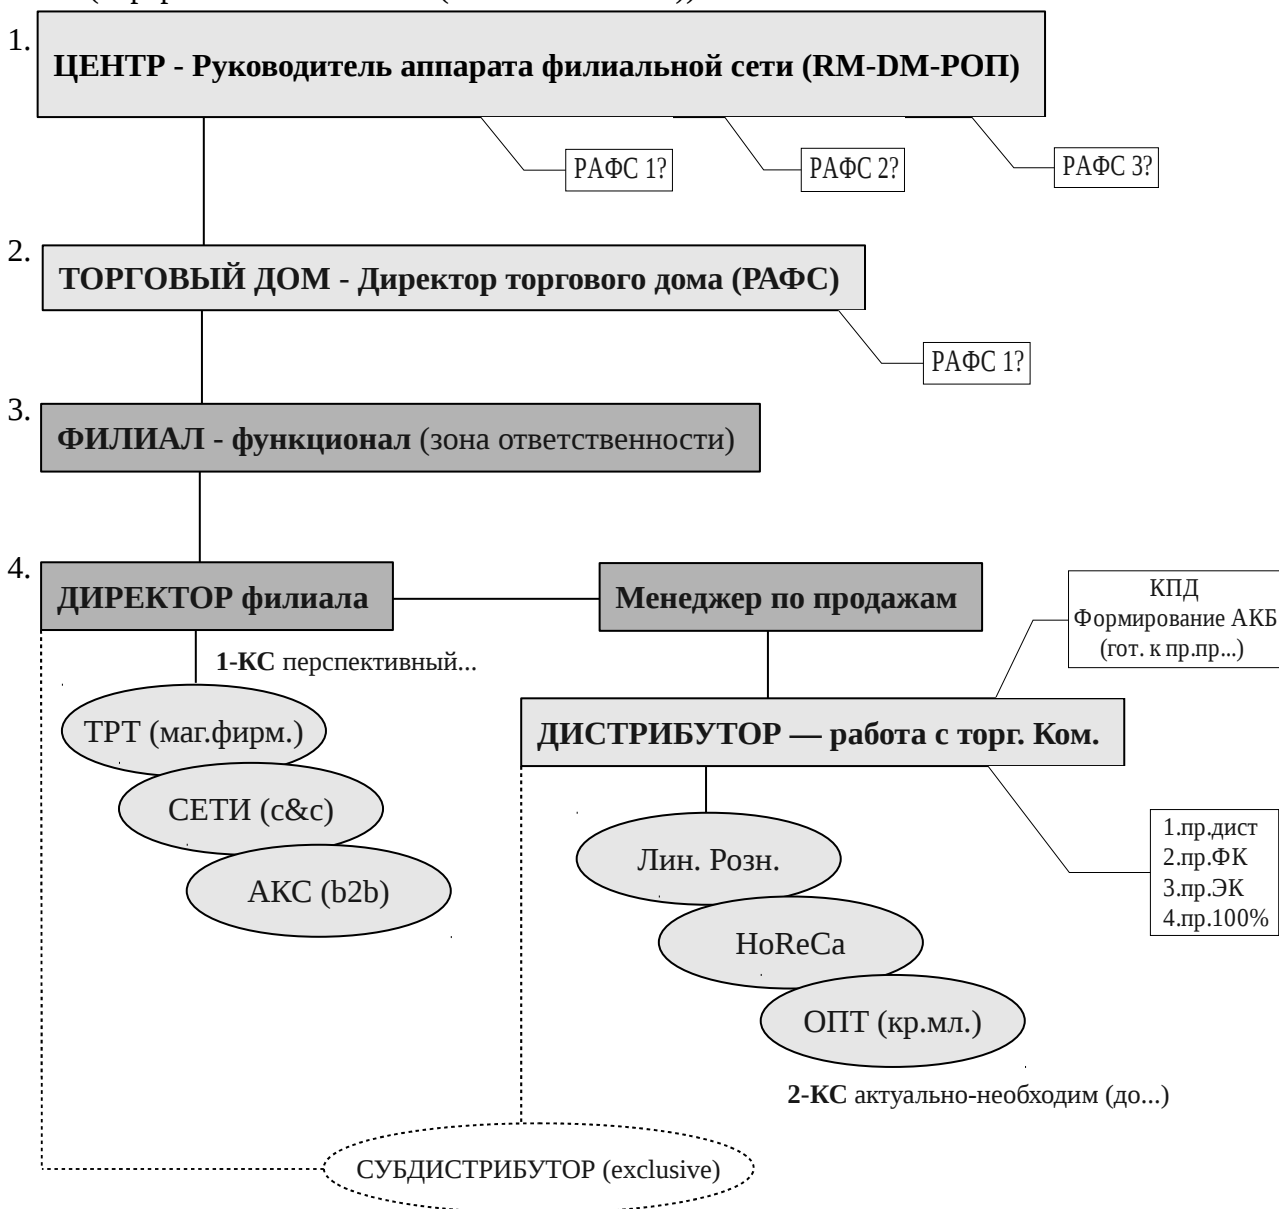 1.
ЦЕНТР - Руководитель аппарата филиальной сети (RM-DM-РОП)
РАФС 1?
РАФС 2?
РАФС 3?
2.
ТОРГОВЫЙ ДОМ - Директор торгового дома (РАФС)
РАФС 1?
3.
ФИЛИАЛ - функционал (зона ответственности)
4.
ДИРЕКТОР филиала
Менеджер по продажам
КПД
Формирование АКБ
(гот. к пр.пр...)
1-КС перспективный...
ТРТ (маг.фирм.)
СЕТИ (c&c)
АКС (b2b)
ДИСТРИБУТОР — работа с торг. Ком.
1.пр.дист
2.пр.ФК
3.пр.ЭК
4.пр.100%
Лин. Розн.
HoReCa
ОПТ (кр.мл.)
2-КС актуально-необходим (до...)
СУБДИСТРИБУТОР (exclusive)